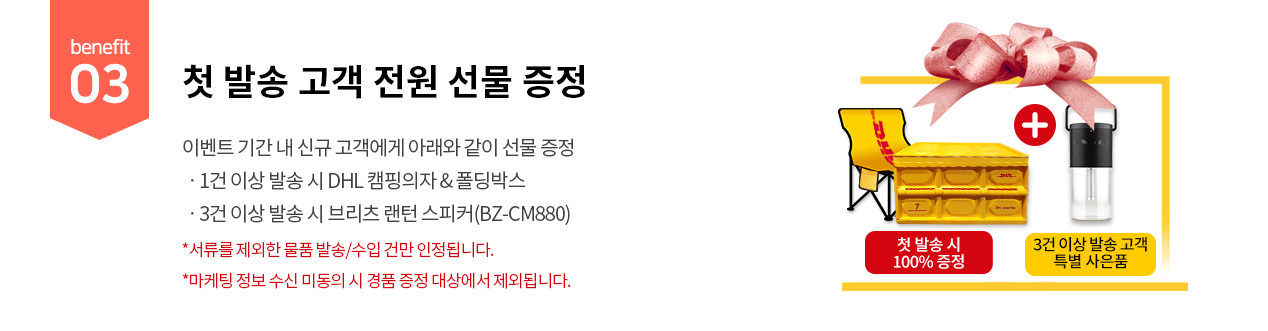 benefit
03
첫 발송 고객 전원 선물 증정
이벤트 기간 내 신규 고객에게 아래와 같이 선물 증정
· 1건 이상 발송 시 DHL 캠핑의자 & 폴딩박스
· 3건 이상 발송 시 브리츠 랜턴 스피커(BZ-CM880)
*서류를 제외한 물품 발송/수입 건만 인정됩니다.
*마케팅 정보 수신 미동의 시 경품 증정 대상에서 제외됩니다.
DHL
DHL
7
첫 발송 시
100% 증정
3건 이상 발송 고객
특별 사은품